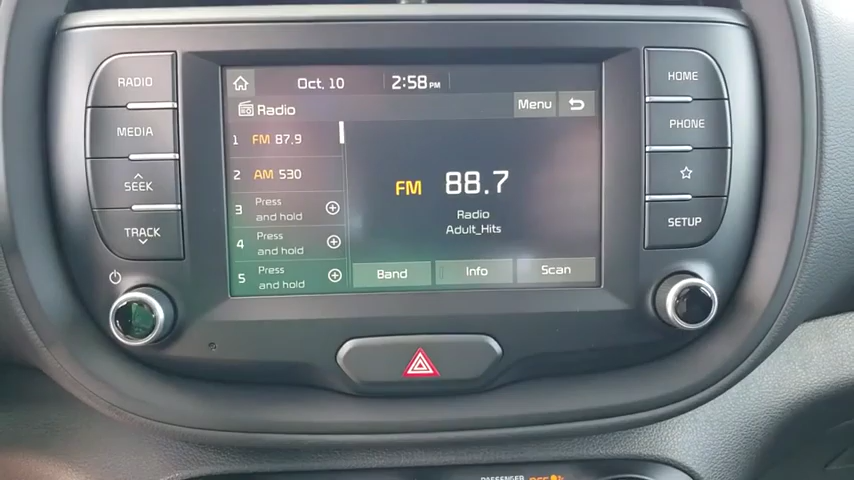 RADIO
MEDIA
SEEK
TRACK
Oct. 10 2:58 PM
Radio
Menu
1 FM 87.9
2 AM 530
3 Press and hold
4 Press and hold
5 Press and hold
FM 88.7
Radio
Adult_Hits
Band
Info
Scan
HOME
PHONE
SETUP
PASSENGER OFF